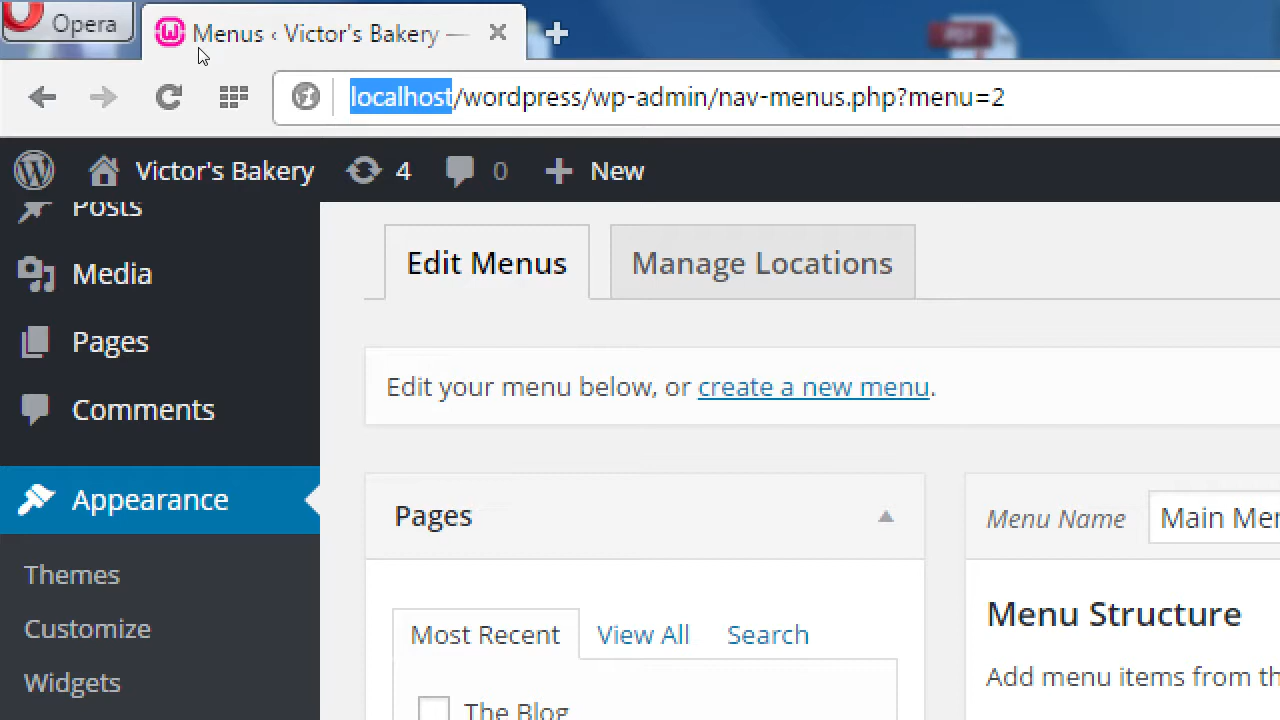 Opera
Menus ‹ Victor's Bakery —
localhost/wordpress/wp-admin/nav-menus.php?menu=2
Victor's Bakery 4 0 New
Posts
Media
Pages
Comments
Appearance
Themes
Customize
Widgets
Edit Menus Manage Locations
Edit your menu below, or create a new menu.
Pages
Most Recent View All Search
The Blog
Menu Name Main Men
Menu Structure
Add menu items from th